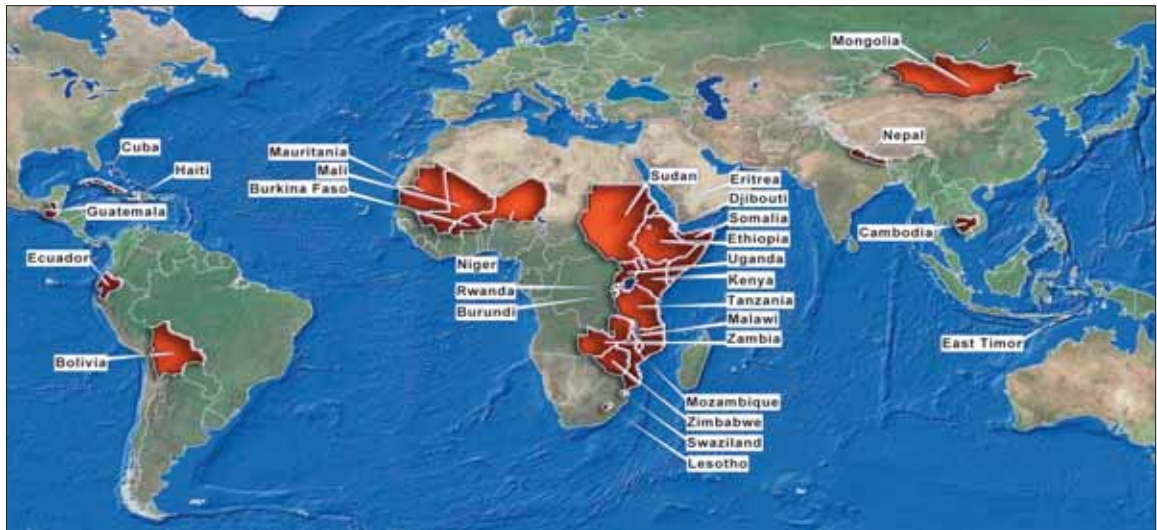 Mongolia
Nepal
Cuba
Haiti
Mauritania
Mali
Burkina Faso
Sudan
Eritrea
Djibouti
Somalia
Ethiopia
Cambodia
Guatemala
Ecuador
Niger
Uganda
Kenya
Rwanda
Tanzania
Burundi
Malawi
Zambia
East Timor
Bolivia
Mozambique
Zimbabwe
Swaziland
Lesotho